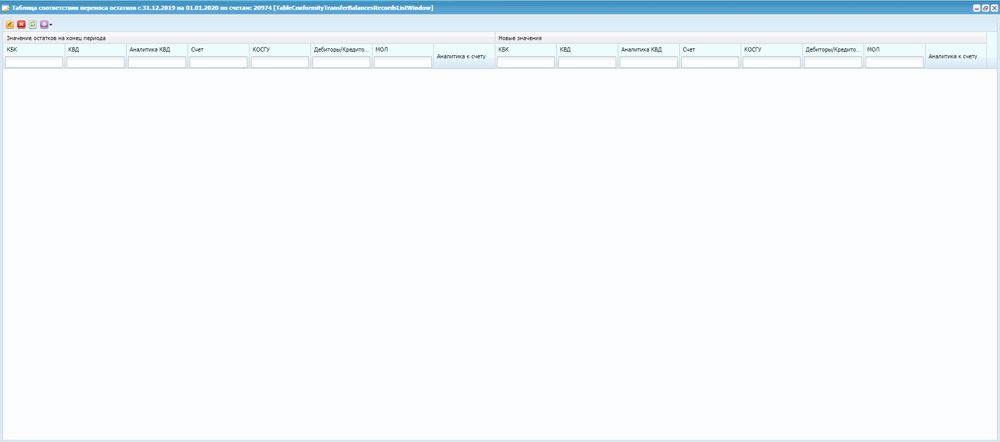 Таблица соответствия переноса остатков с 31.12.2019 на 01.01.2020 по счетам: 20974 [TableConformityTransferBalancesRecordsListWindow]
Значение остатков на конец периода Новые значения
КБК КВД Аналитика КВД Счет КОСГУ Дебиторы/Кредито... МОЛ Аналитика к счету КБК КВД Аналитика КВД Счет КОСГУ Дебиторы/Кредито... МОЛ Аналитика к счету